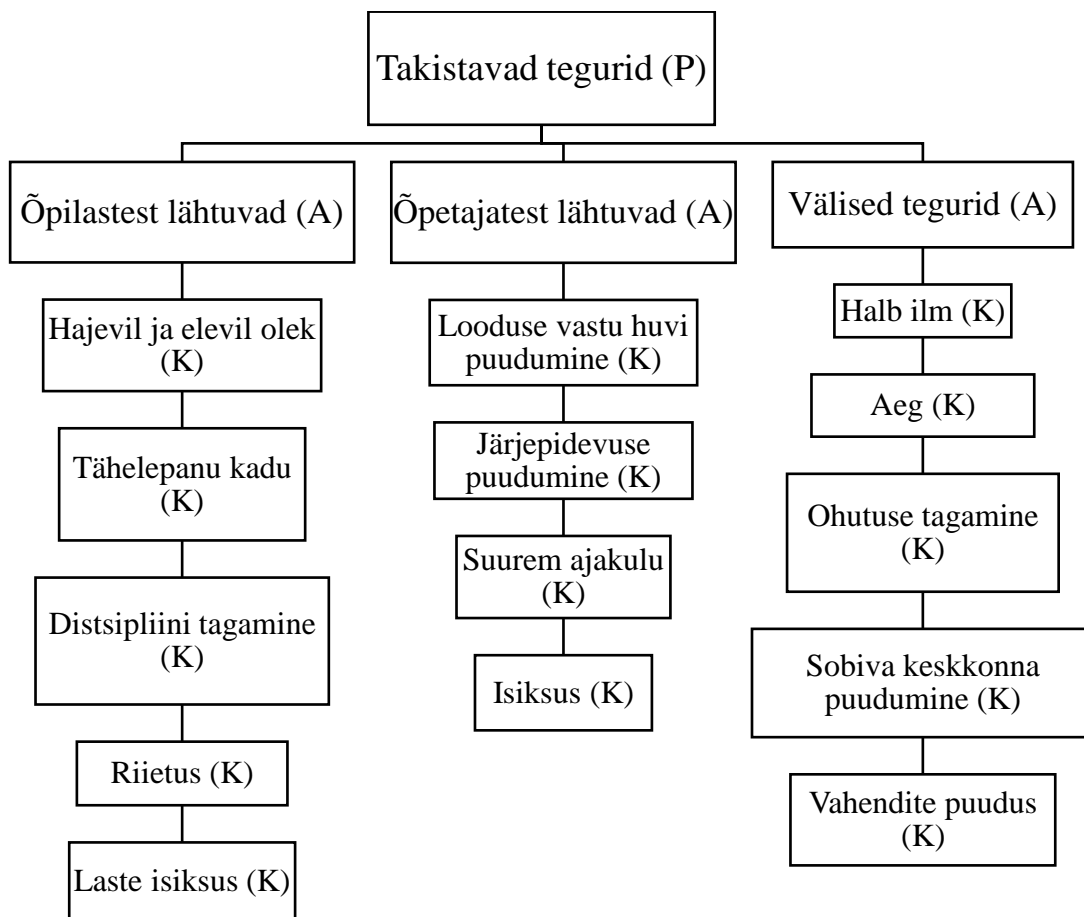 Takistavad tegurid (P)
Õpilastest lähtuvad (A)
Hajevil ja elevil olek
(K)
Tähelepanu kadu
(K)
Distsipliini tagamine
(K)
Riietus (K)
Laste isiksus (K)
Õpetajatest lähtuvad (A)
Looduse vastu huvi
puudumine (K)
Järjepidevuse
puudumine (K)
Suurem ajakulu
(K)
Isiksus (K)
Välised tegurid (A)
Halb ilm (K)
Aeg (K)
Ohutuse tagamine
(K)
Sobiva keskkonna
puudumine (K)
Vahendite puudus
(K)